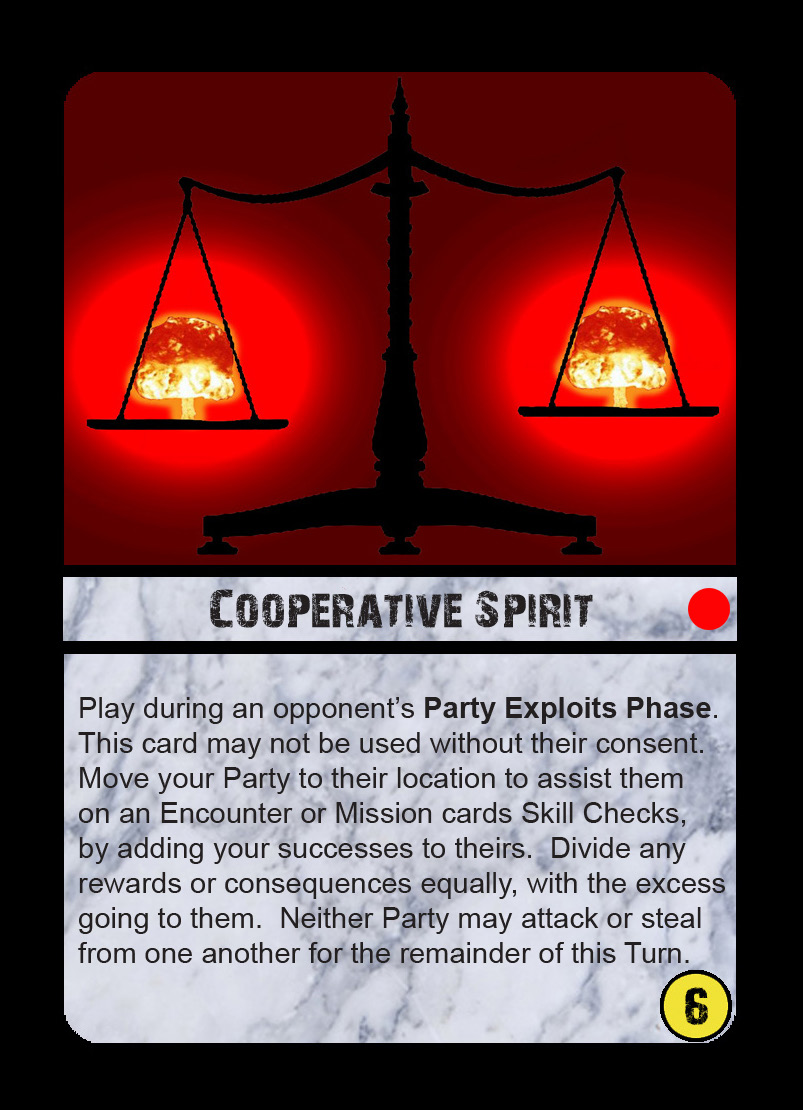 Cooperative Spirit
Play during an opponent’s Party Exploits Phase.
This card may not be used without their consent.
Move your Party to their location to assist them
on an Encounter or Mission cards Skill Checks,
by adding your successes to theirs.  Divide any
rewards or consequences equally, with the excess
going to them.  Neither Party may attack or steal
from one another for the remainder of this Turn.
6